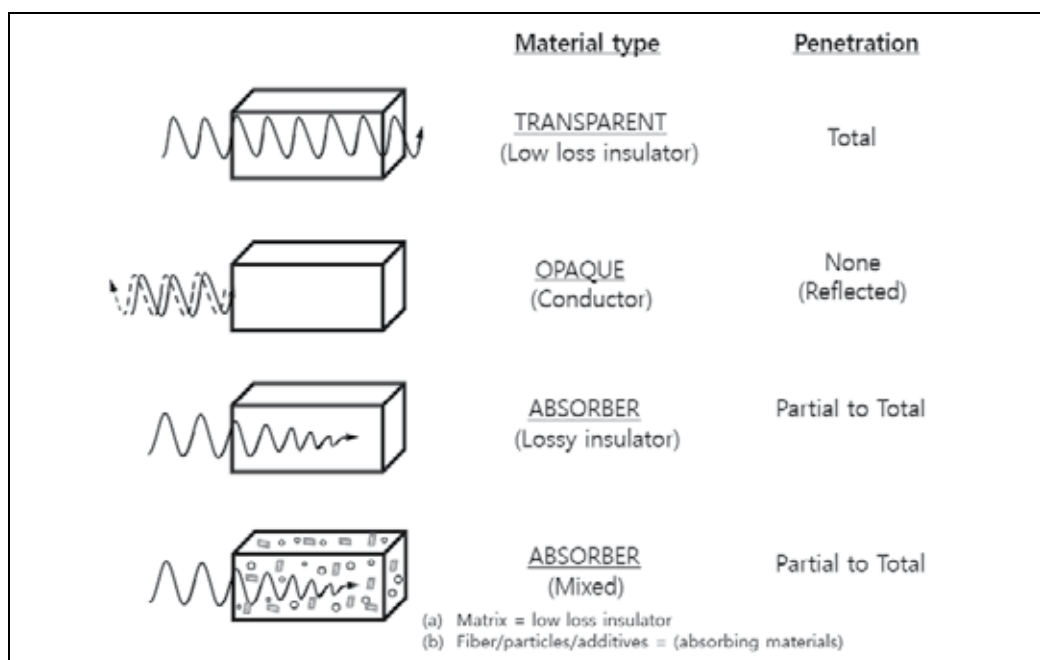 Material type Penetration
TRANSPARENT
(Low loss insulator)
Total
OPAQUE
(Conductor)
None
(Reflected)
ABSORBER
(Lossy insulator)
Partial to Total
ABSORBER
(Mixed)
Partial to Total
(a) Matrix = low loss insulator
(b) Fiber/particles/additives = (absorbing materials)